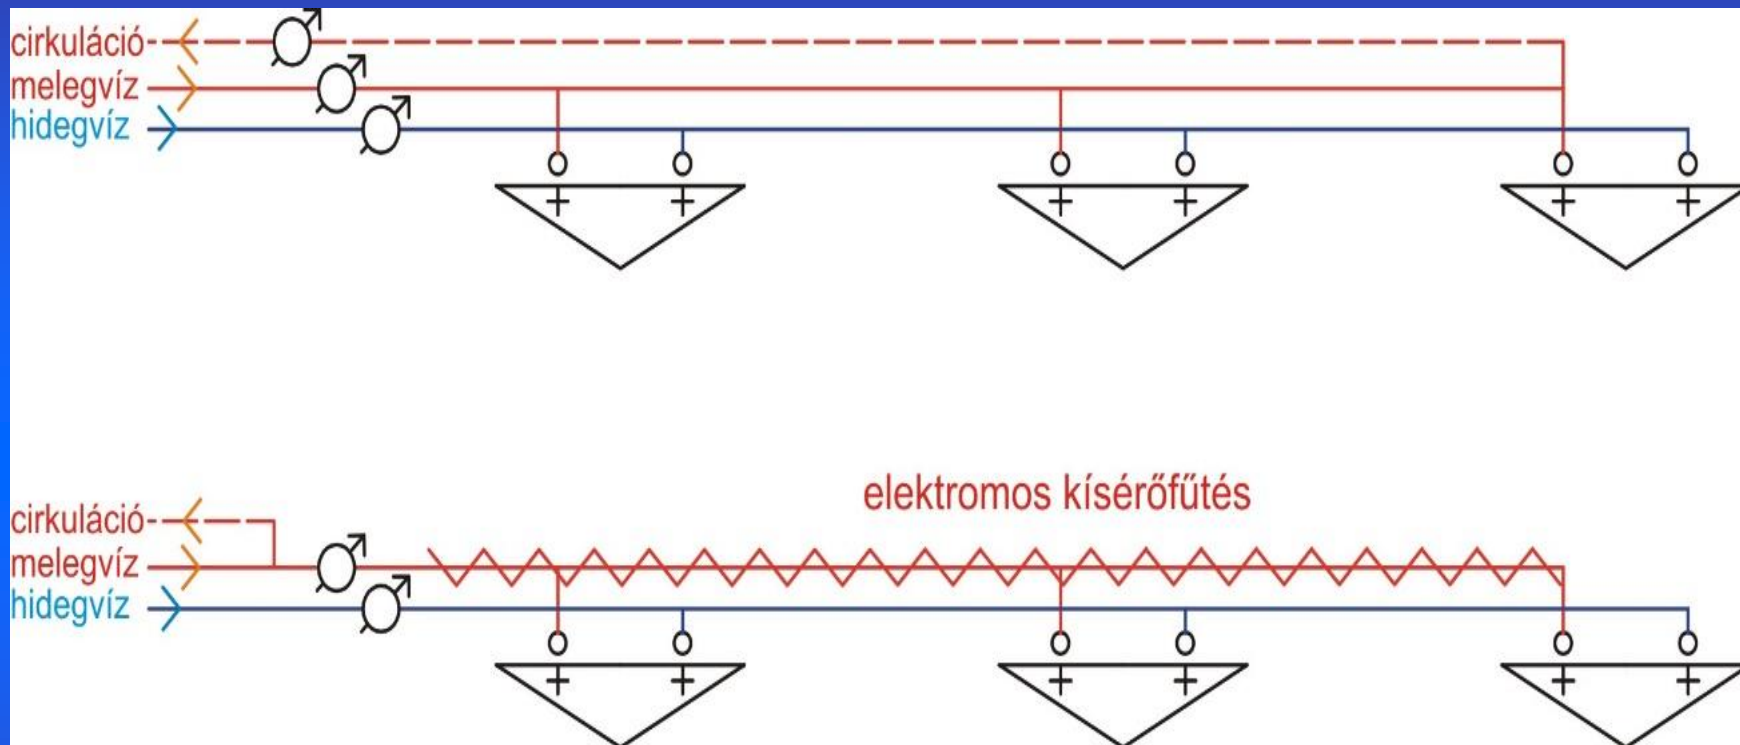 cirkuláció
melegvíz
hidegvíz
elektromos kísérőfűtés
cirkuláció
melegvíz
hidegvíz